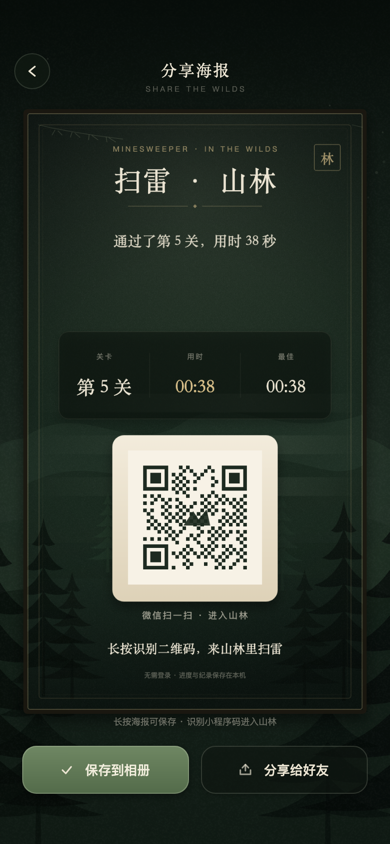 分享海报
SHARE THE WILDS
MINESWEEPER · IN THE WILDS
林
扫雷 · 山林
通过了第 5 关，用时 38 秒
关卡 用时 最佳
第 5 关 00:38 00:38
微信扫一扫 · 进入山林
长按识别二维码，来山林里扫雷
无需登录 · 进度与纪录保存在本机
长按海报可保存 · 识别小程序码进入山林
保存到相册 分享给好友